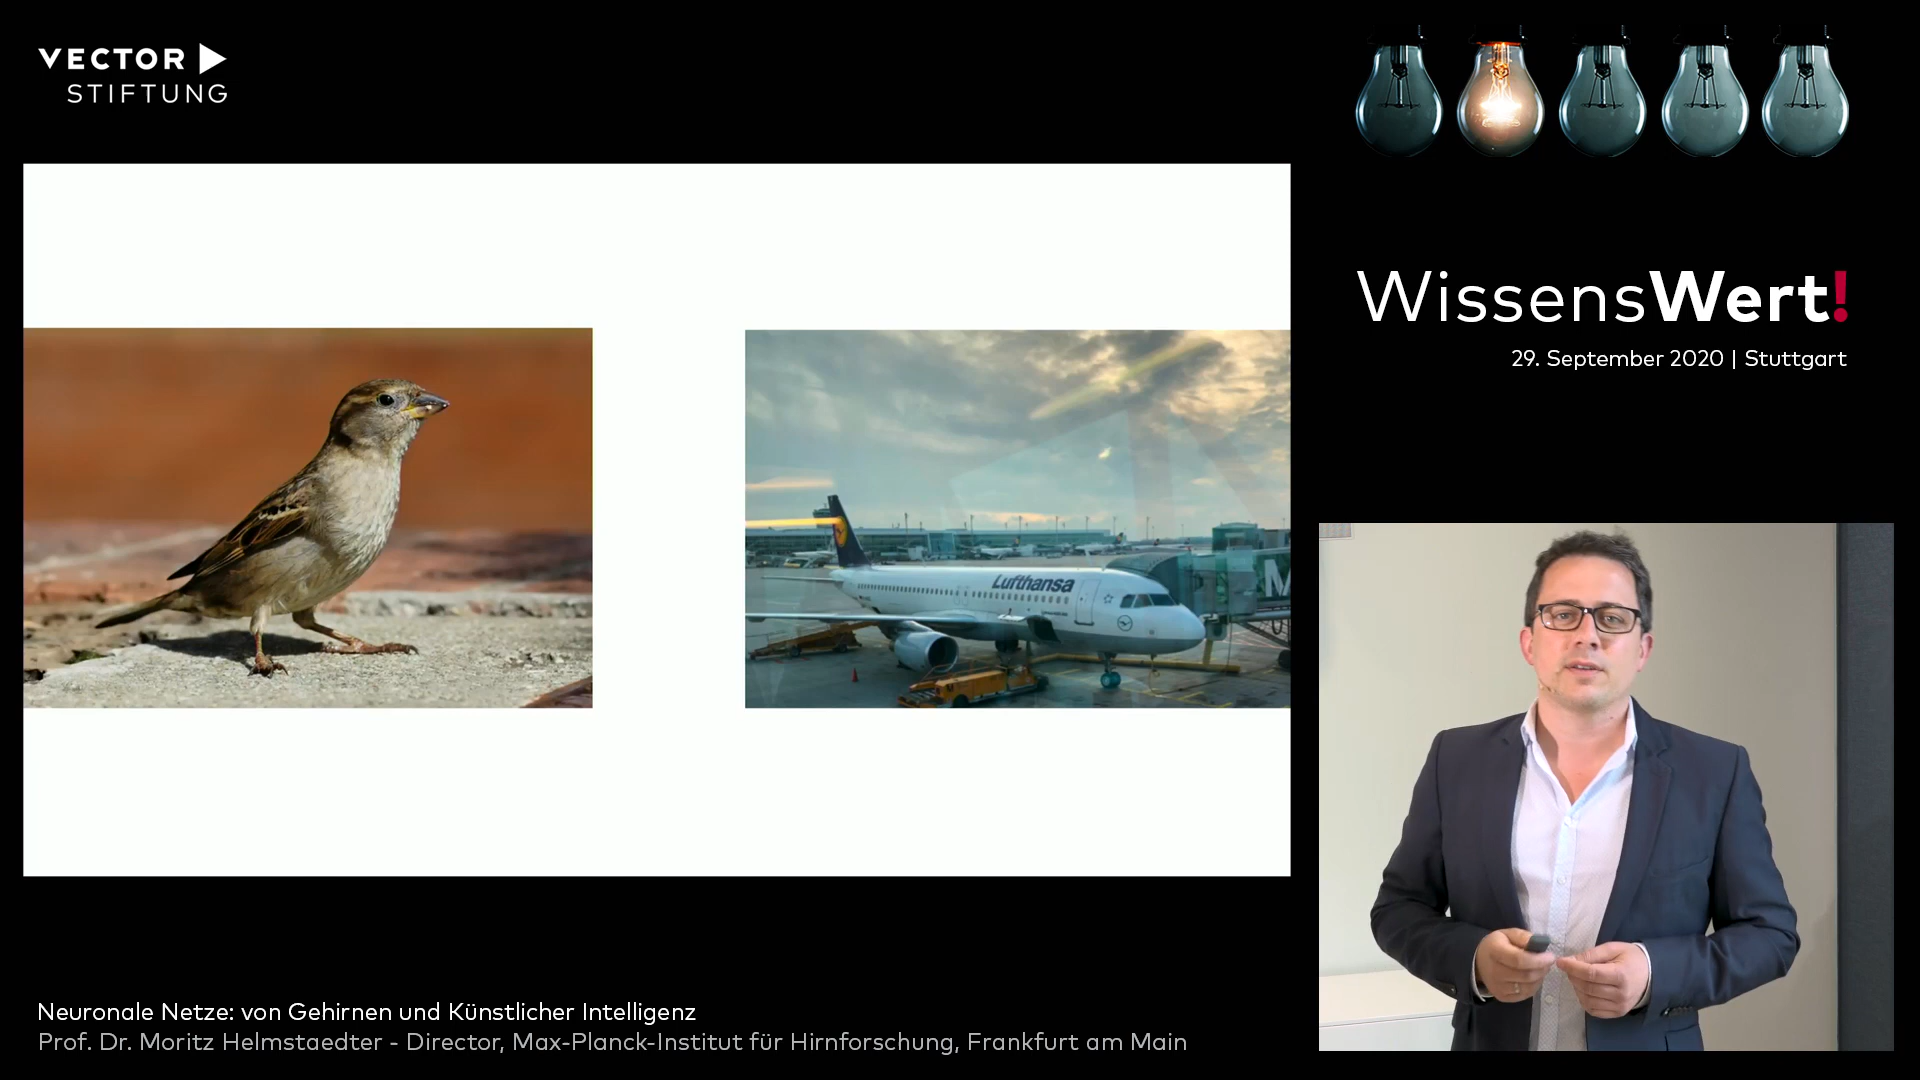 VECTOR
STIFTUNG
WissensWert!
29. September 2020 | Stuttgart
Lufthansa
M
Neuronale Netze: von Gehirnen und Künstlicher Intelligenz
Prof. Dr. Moritz Helmstaedter - Director, Max-Planck-Institut für Hirnforschung, Frankfurt am Main